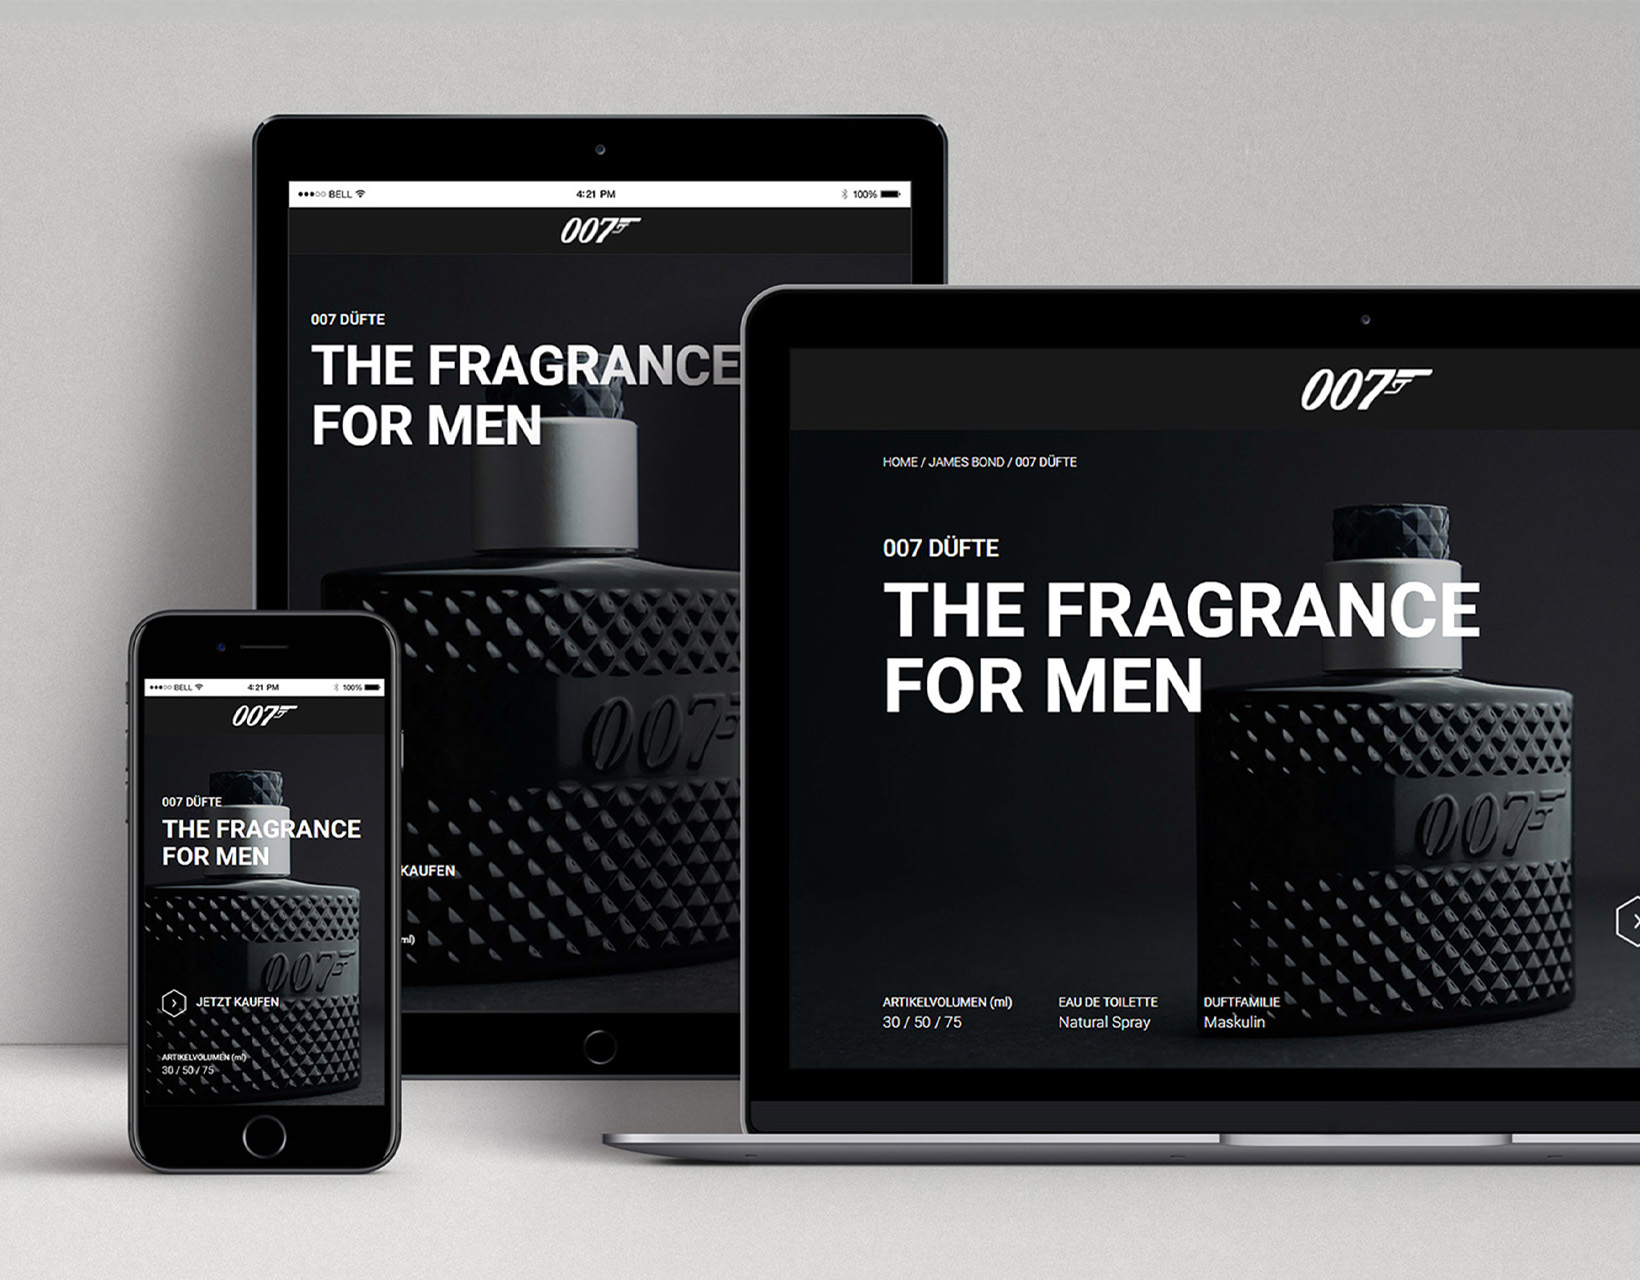 BELL
4:21 PM
100%
007
007 DÜFTE
THE FRAGRANCE
FOR MEN
007
KAUFEN
ml)
BELL
4:21 PM
100%
007
007 DÜFTE
THE FRAGRANCE
FOR MEN
007
JETZT KAUFEN
ARTIKELVOLUMEN (ml)
30 / 50 / 75
007
HOME / JAMES BOND / 007 DÜFTE
007 DÜFTE
THE FRAGRANCE
FOR MEN
007
ARTIKELVOLUMEN (ml)
30 / 50 / 75
EAU DE TOILETTE
Natural Spray
DUFTFAMILIE
Maskulin